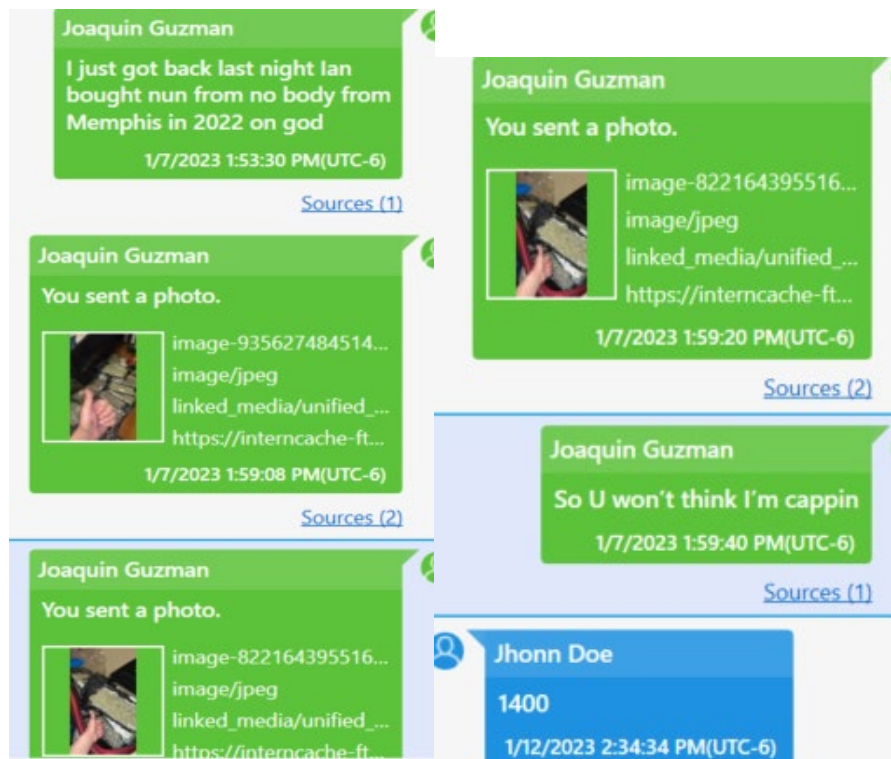 Joaquin Guzman
I just got back last night Ian
bought nun from no body from
Memphis in 2022 on god
1/7/2023 1:53:30 PM(UTC-6)
Sources (1)
Joaquin Guzman
You sent a photo.
image-935627484514...
image/jpeg
linked_media/unified_...
https://interncache-ft...
1/7/2023 1:59:08 PM(UTC-6)
Sources (2)
Joaquin Guzman
You sent a photo.
image-822164395516...
image/jpeg
linked_media/unified_...
https://interncache-ft...
Joaquin Guzman
You sent a photo.
image-822164395516...
image/jpeg
linked_media/unified_...
https://interncache-ft...
1/7/2023 1:59:20 PM(UTC-6)
Sources (2)
Joaquin Guzman
So U won't think I'm cappin
1/7/2023 1:59:40 PM(UTC-6)
Sources (1)
Jhonn Doe
1400
1/12/2023 2:34:34 PM(UTC-6)